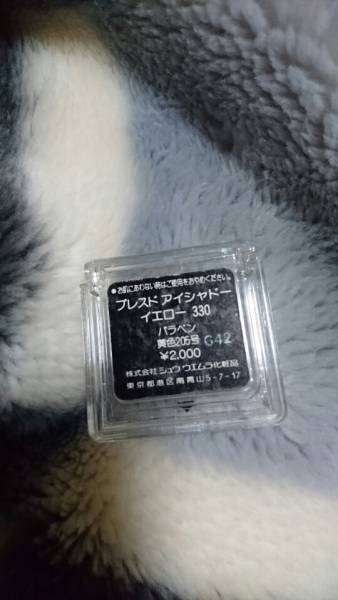 ●お肌にあわない時はご使用をおやめください。
プレスド アイシャドー
イエロー 330
パラベン
黄色205号 G42
¥2,000
株式会社 シュウ ウエムラ化粧品
東京都港区南青山5-7-17